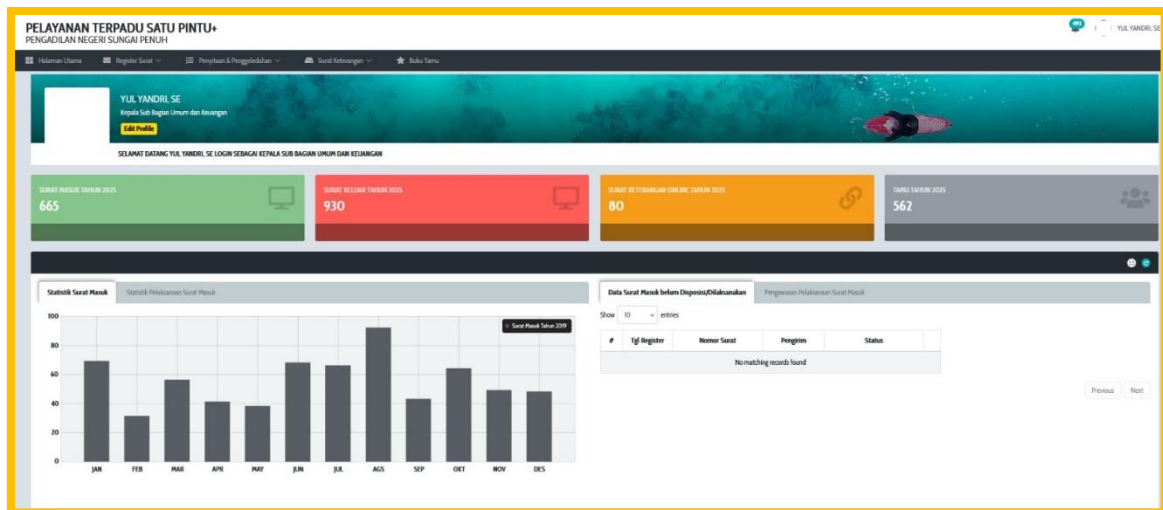 PELAYANAN TERPADU SATU PINTU+
PENGADILAN NEGERI SUNGAI PENUH
YUL YANDRI, SE
Halaman Utama
Register Surat
Penyitaan & Penggeledahan
Surat Keterangan
Buku Tamu
YUL YANDRI, SE
Kepala Sub Bagian Umum dan Keuangan
Edit Profile
SELAMAT DATANG YUL YANDRI, SE LOGIN SEBAGAI KEPALA SUB BAGIAN UMUM DAN KEUANGAN
SURAT MASUK TAHUN 2025
665
SURAT KELUAR TAHUN 2025
930
SURAT KETERANGAN ONLINE TAHUN 2025
80
TAMU TAHUN 2025
562
Statistik Surat Masuk
Statistik Pelaksanaan Surat Masuk
Surat Masuk Tahun 2019
100
80
60
40
20
0
JAN FEB MAR APR MAY JUN JUL AGS SEP OKT NOV DES
Data Surat Masuk belum Disposisi/Dilaksanakan
Pengawasan Pelaksanaan Surat Masuk
Show 10 entries
# Tgl Register Nomor Surat Pengirim Status
No matching records found
Previous Next